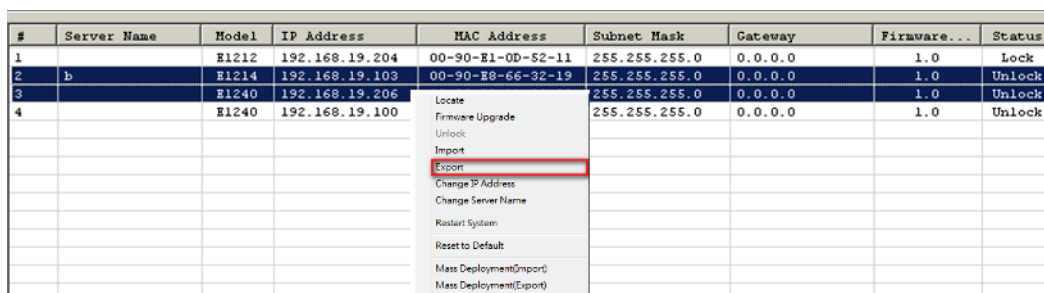 # Server Name Model IP Address MAC Address Subnet Mask Gateway Firmware... Status
1 E1212 192.168.19.204 00-90-E1-0D-52-11 255.255.255.0 0.0.0.0 1.0 Lock
2 b E1214 192.168.19.103 00-90-E8-66-32-19 255.255.255.0 0.0.0.0 1.0 Unlock
3 E1240 192.168.19.206 255.255.255.0 0.0.0.0 1.0 Unlock
4 E1240 192.168.19.100 255.255.255.0 0.0.0.0 1.0 Unlock
Locate
Firmware Upgrade
Unlock
Import
Export
Change IP Address
Change Server Name
Restart System
Reset to Default
Mass Deployment(Import)
Mass Deployment(Export)